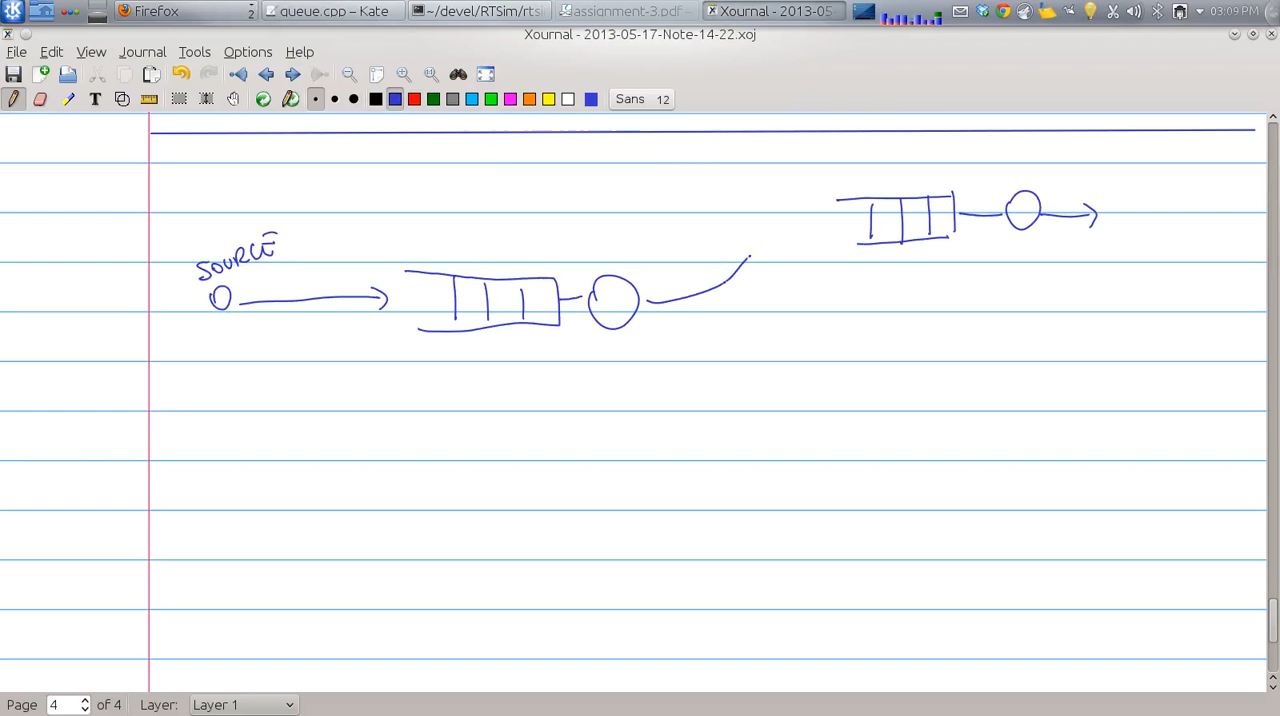 Firefox 2
queue.cpp – Kate
~/devel/RTSim/rtsi
assignment-3.pdf –
Xournal - 2013-05-
03:09 PM
Xournal - 2013-05-17-Note-14-22.xoj
File Edit View Journal Tools Options Help
T Sans 12
SOURCE
Page 4 of 4 Layer: Layer 1